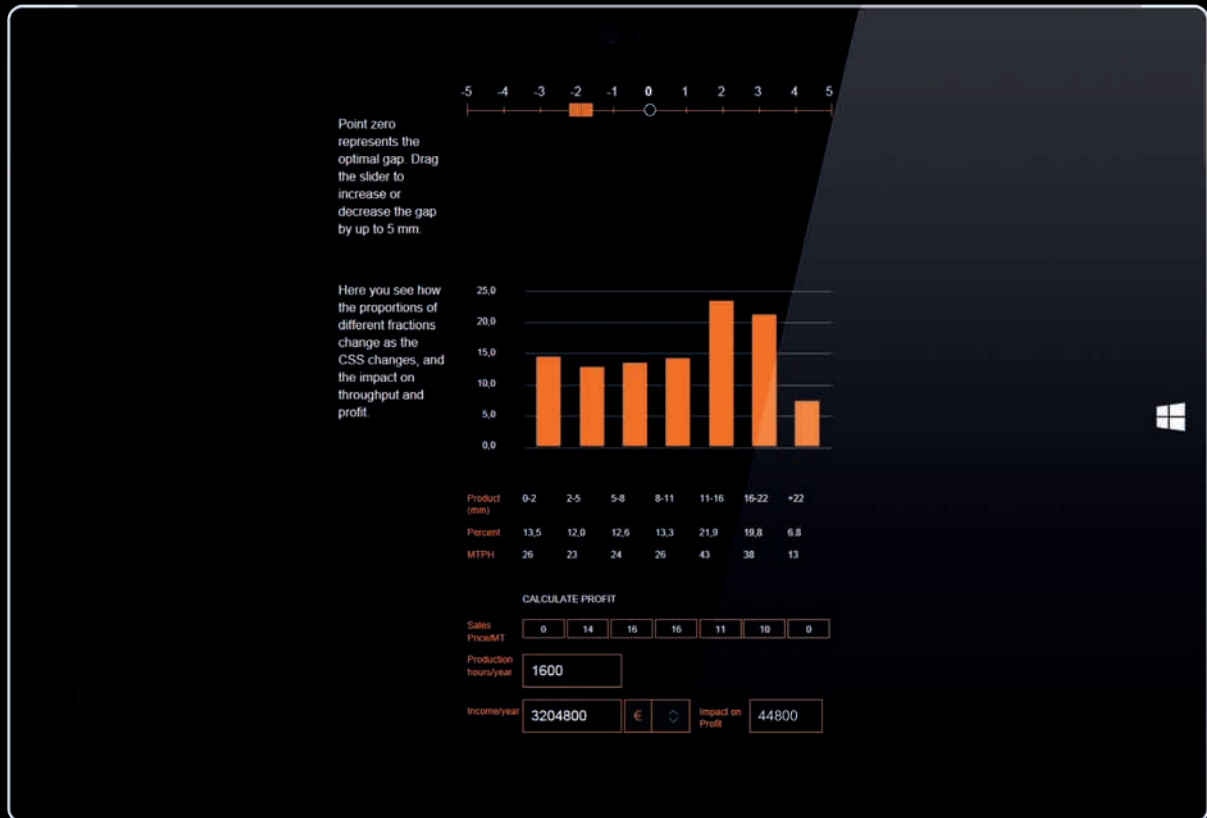 -5 -4 -3 -2 -1 0 1 2 3 4 5
Point zero
represents the
optimal gap. Drag
the slider to
increase or
decrease the gap
by up to 5 mm.
Here you see how
the proportions of
different fractions
change as the
CSS changes, and
the impact on
throughput and
profit.
25,0
20,0
15,0
10,0
5,0
0,0
Product 0-2 2-5 5-8 8-11 11-16 16-22 +22
(mm)
Percent 13,5 12,0 12,6 13,3 21,9 19,8 6.8
MTPH 26 23 24 26 43 38 13
CALCULATE PROFIT
Sales
Price/MT 0 14 16 16 11 10 0
Production
hours/year 1600
Income/year 3204800 € Impact on
Profit 44800